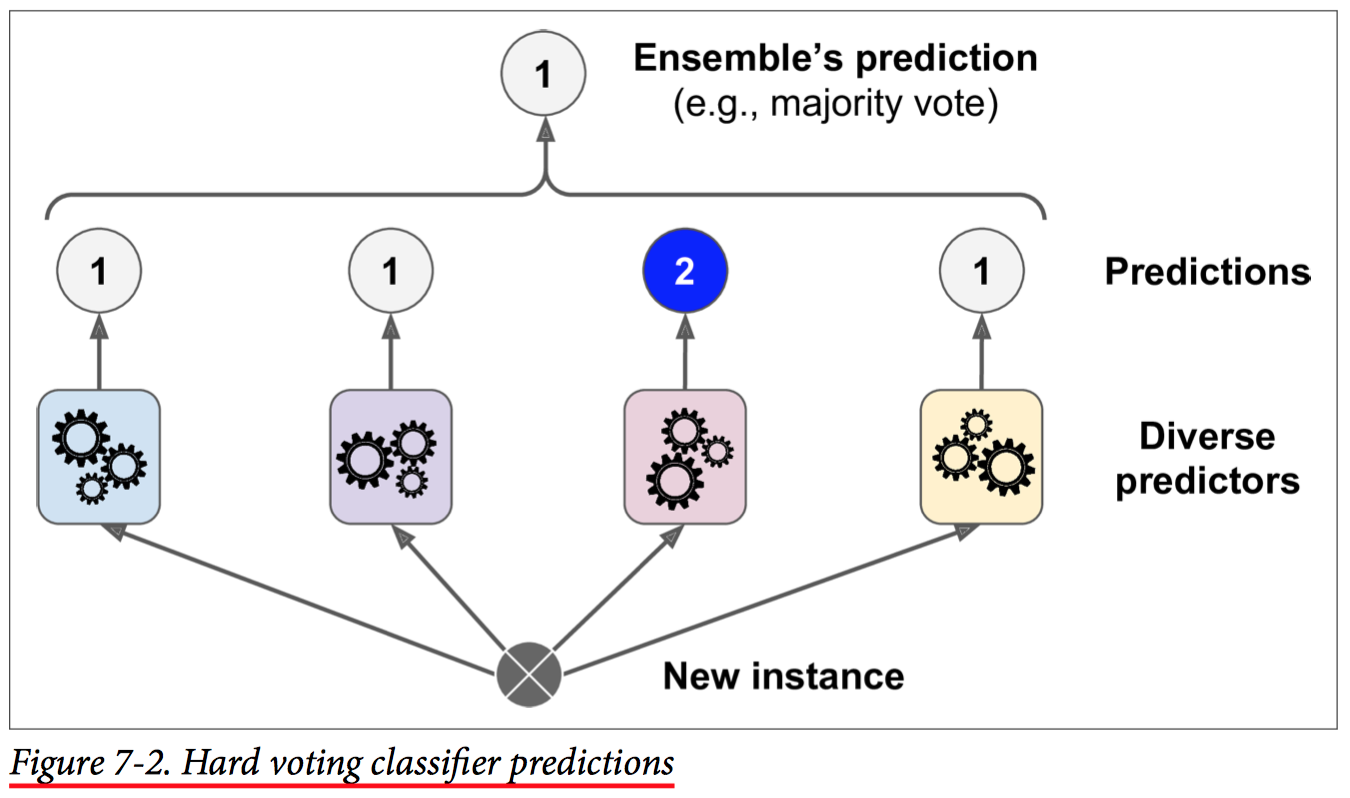 1
Ensemble’s prediction
(e.g., majority vote)
1
1
2
1
Predictions
Diverse
predictors
New instance
Figure 7-2. Hard voting classifier predictions